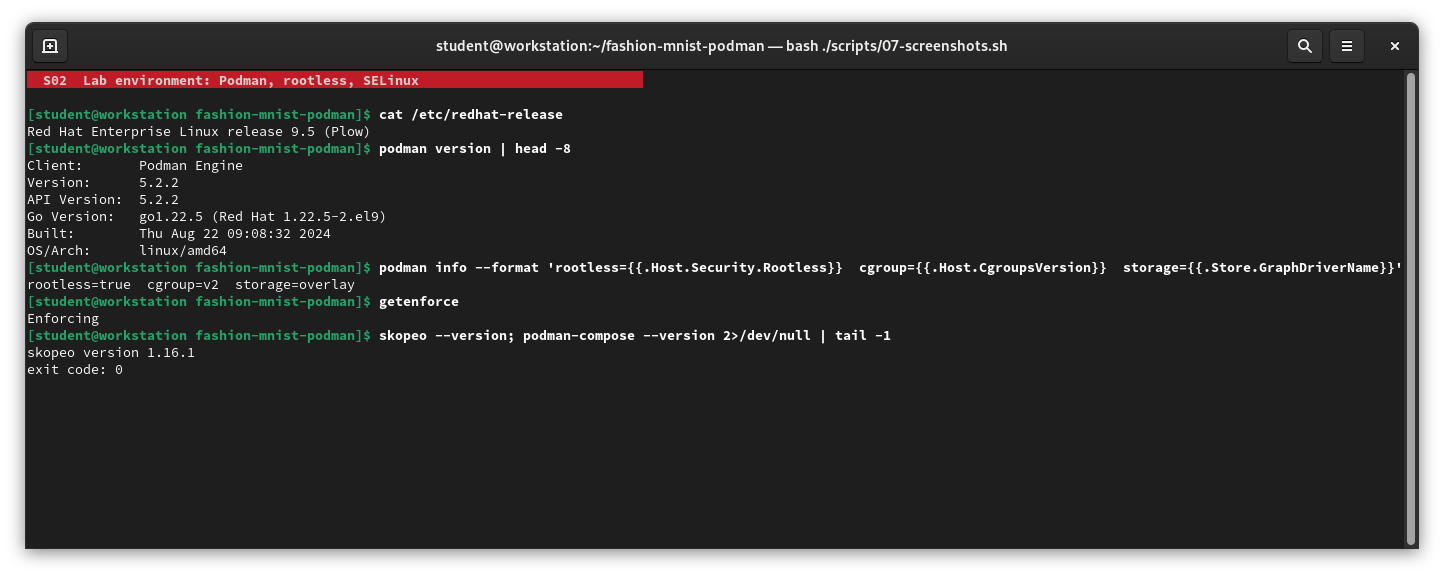 student@workstation:~/fashion-mnist-podman — bash ./scripts/07-screenshots.sh
S02  Lab environment: Podman, rootless, SELinux
[student@workstation fashion-mnist-podman]$ cat /etc/redhat-release
Red Hat Enterprise Linux release 9.5 (Plow)
[student@workstation fashion-mnist-podman]$ podman version | head -8
Client:       Podman Engine
Version:      5.2.2
API Version:  5.2.2
Go Version:   go1.22.5 (Red Hat 1.22.5-2.el9)
Built:        Thu Aug 22 09:08:32 2024
OS/Arch:      linux/amd64
[student@workstation fashion-mnist-podman]$ podman info --format 'rootless={{.Host.Security.Rootless}}  cgroup={{.Host.CgroupsVersion}}  storage={{.Store.GraphDriverName}}'
rootless=true  cgroup=v2  storage=overlay
[student@workstation fashion-mnist-podman]$ getenforce
Enforcing
[student@workstation fashion-mnist-podman]$ skopeo --version; podman-compose --version 2>/dev/null | tail -1
skopeo version 1.16.1
exit code: 0